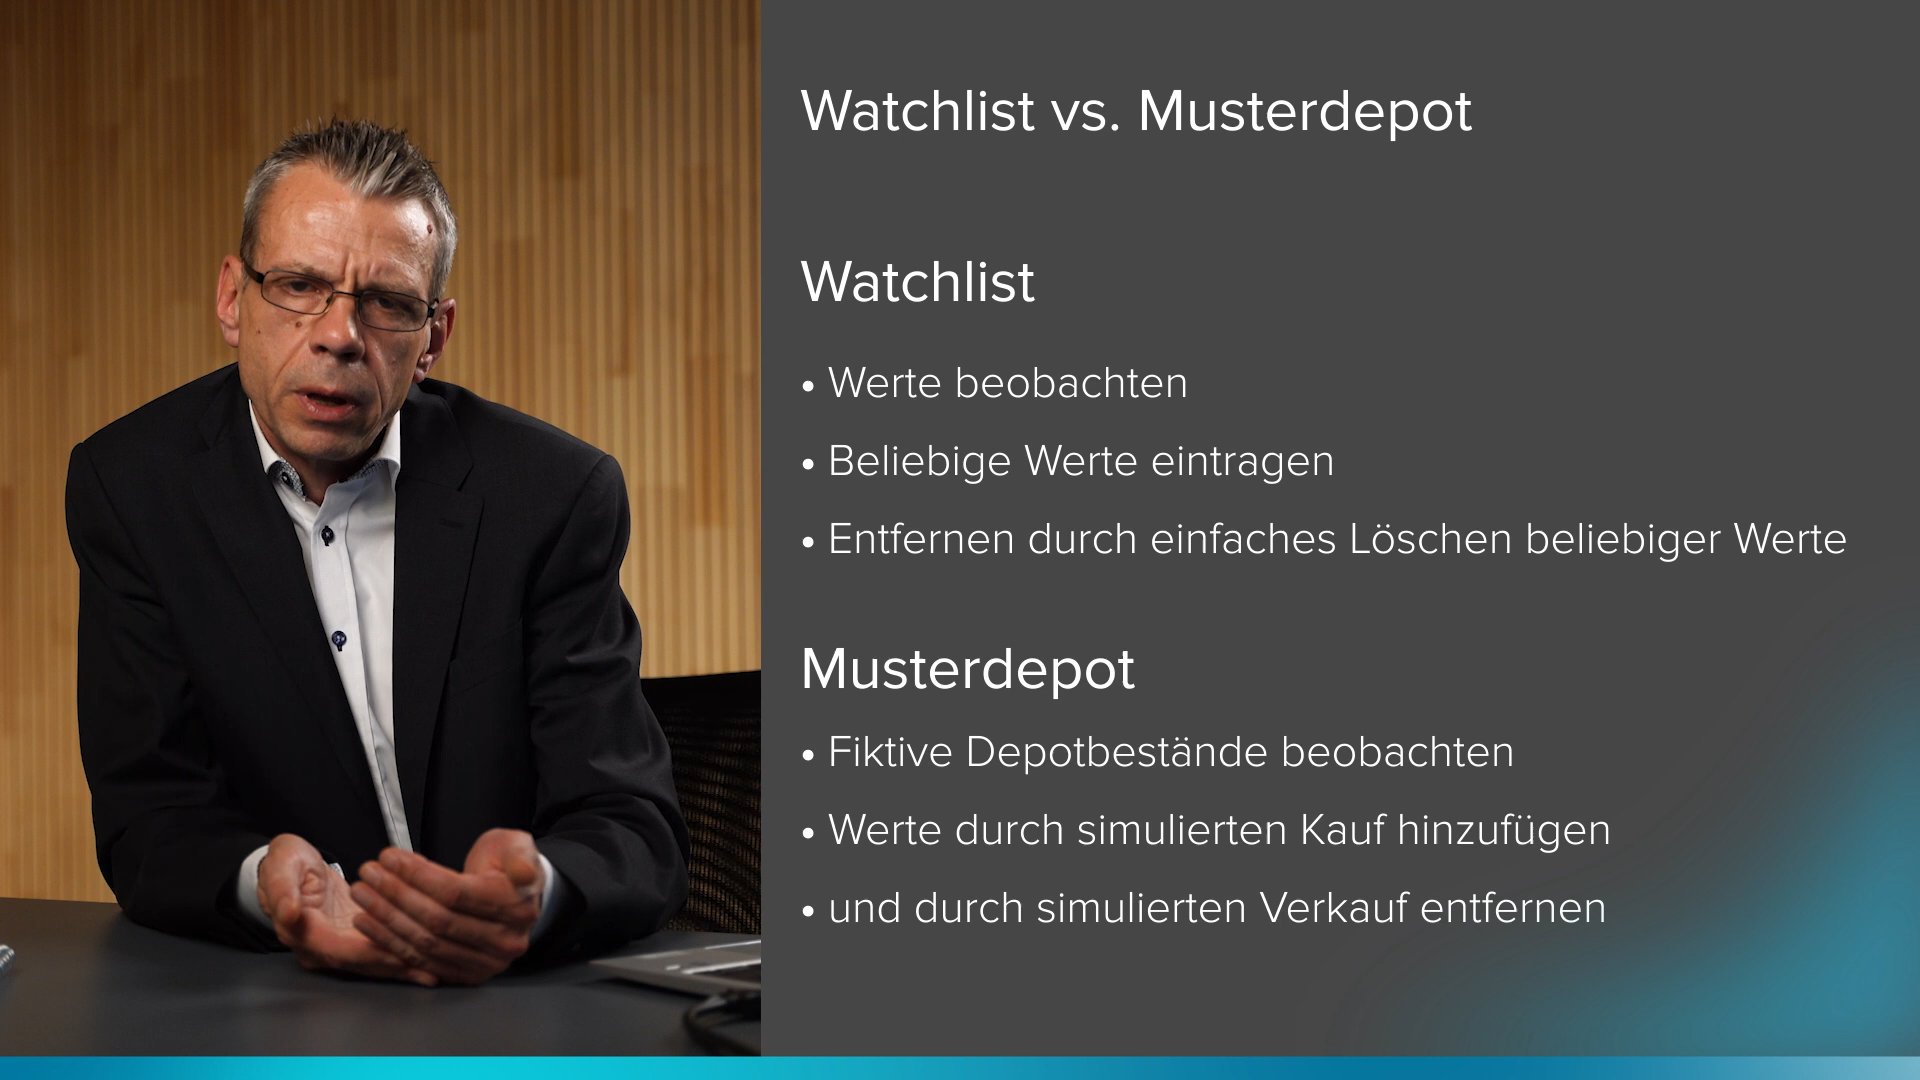 Watchlist vs. Musterdepot
Watchlist
• Werte beobachten
• Beliebige Werte eintragen
• Entfernen durch einfaches Löschen beliebiger Werte
Musterdepot
• Fiktive Depotbestände beobachten
• Werte durch simulierten Kauf hinzufügen
• und durch simulierten Verkauf entfernen